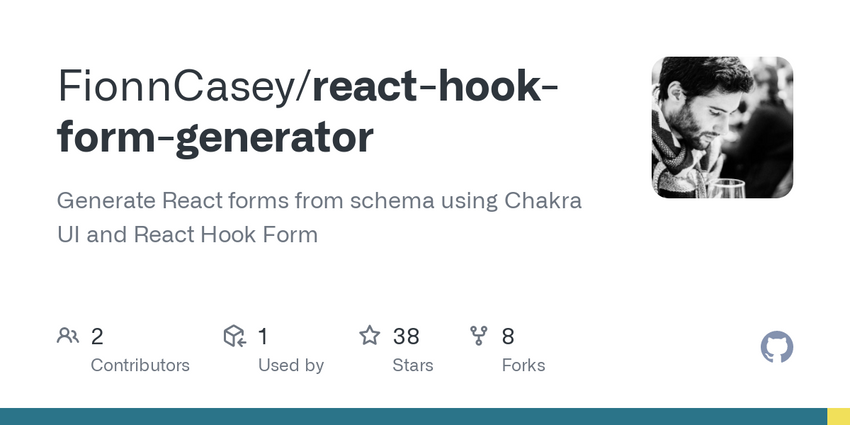 FionnCasey/react-hook-
form-generator
Generate React forms from schema using Chakra
UI and React Hook Form
2 1 38 8
Contributors Used by Stars Forks